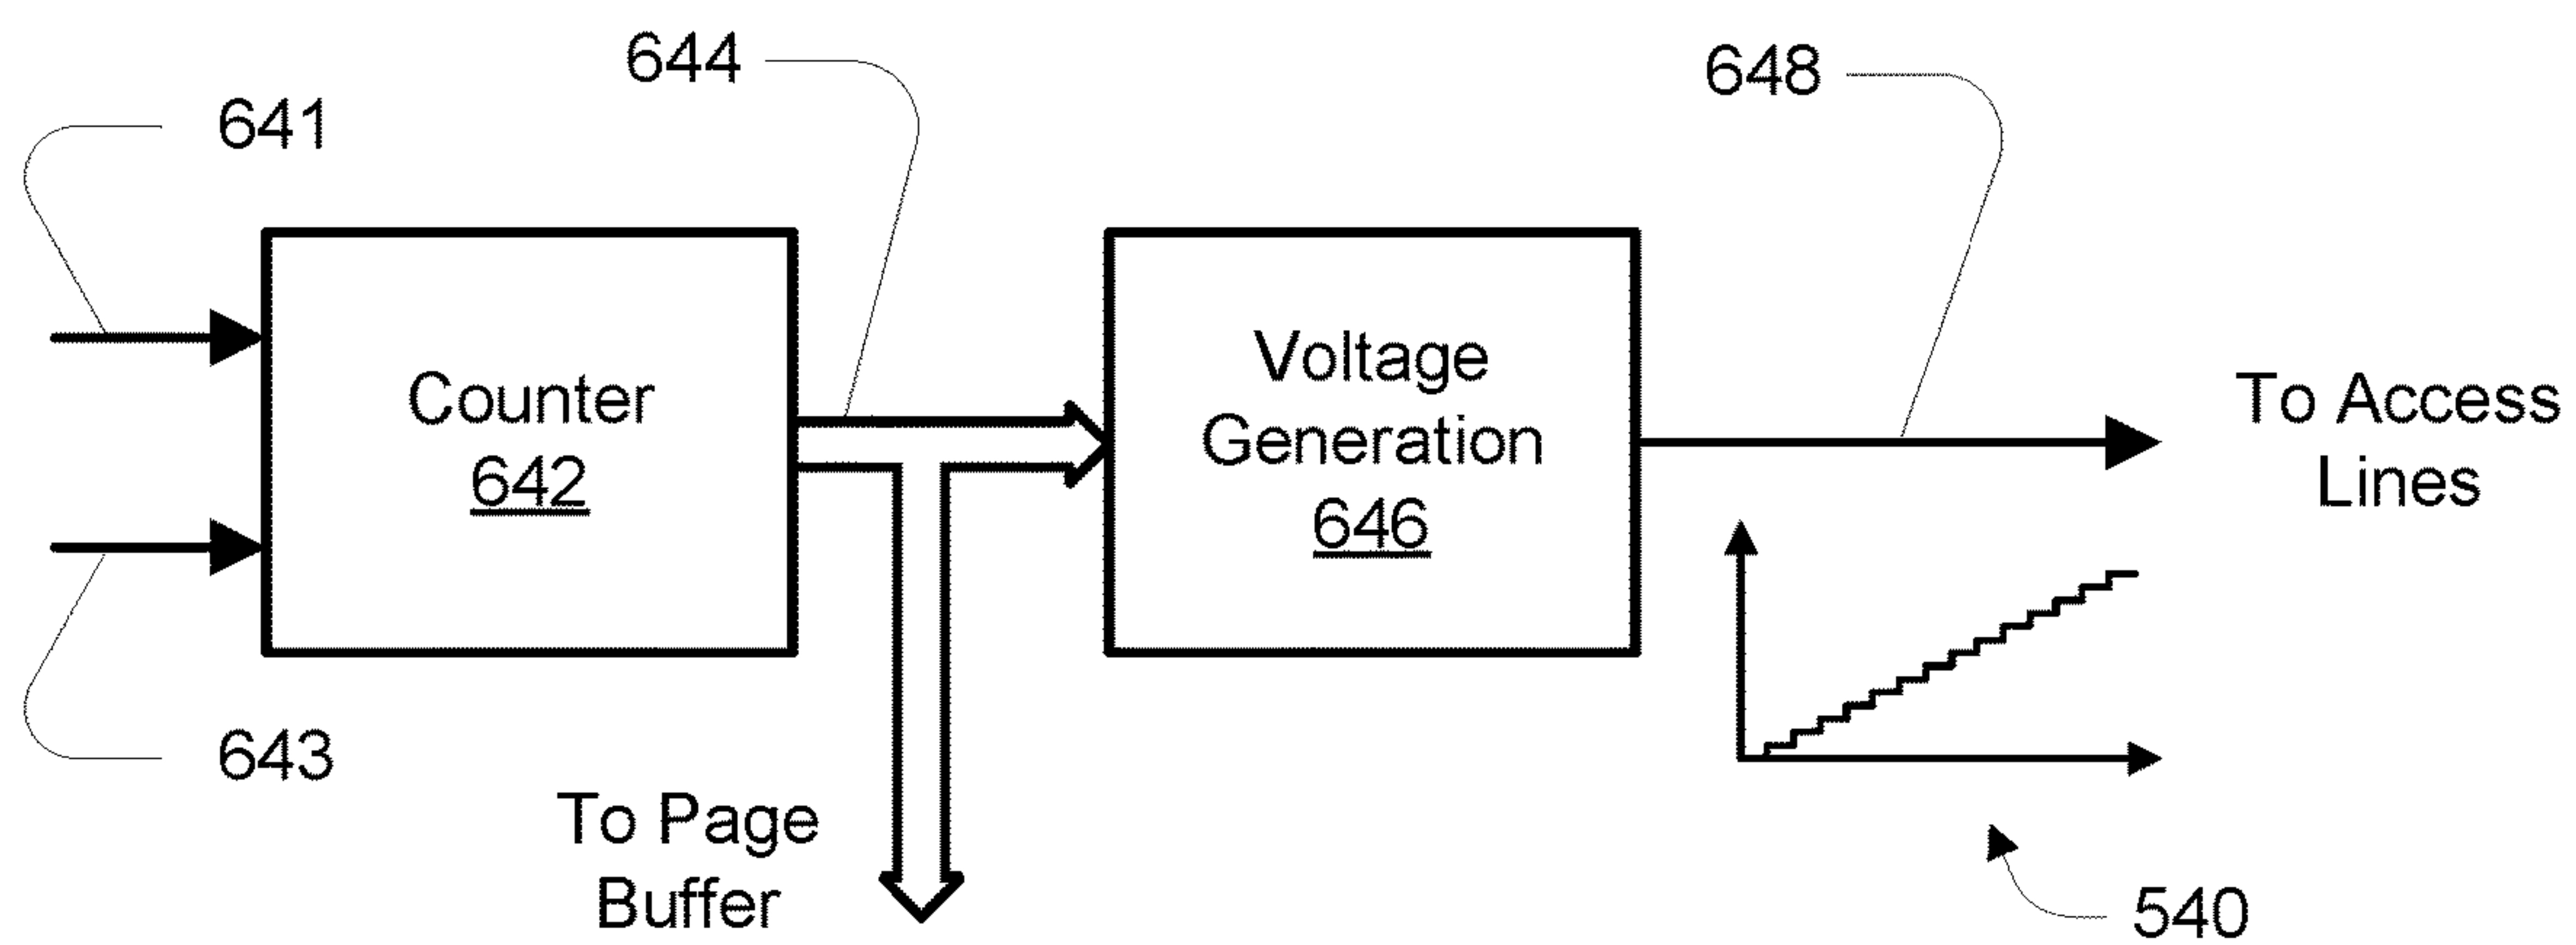 644
648
641
Counter
642
Voltage
Generation
646
To Access
Lines
643
To Page
Buffer
540